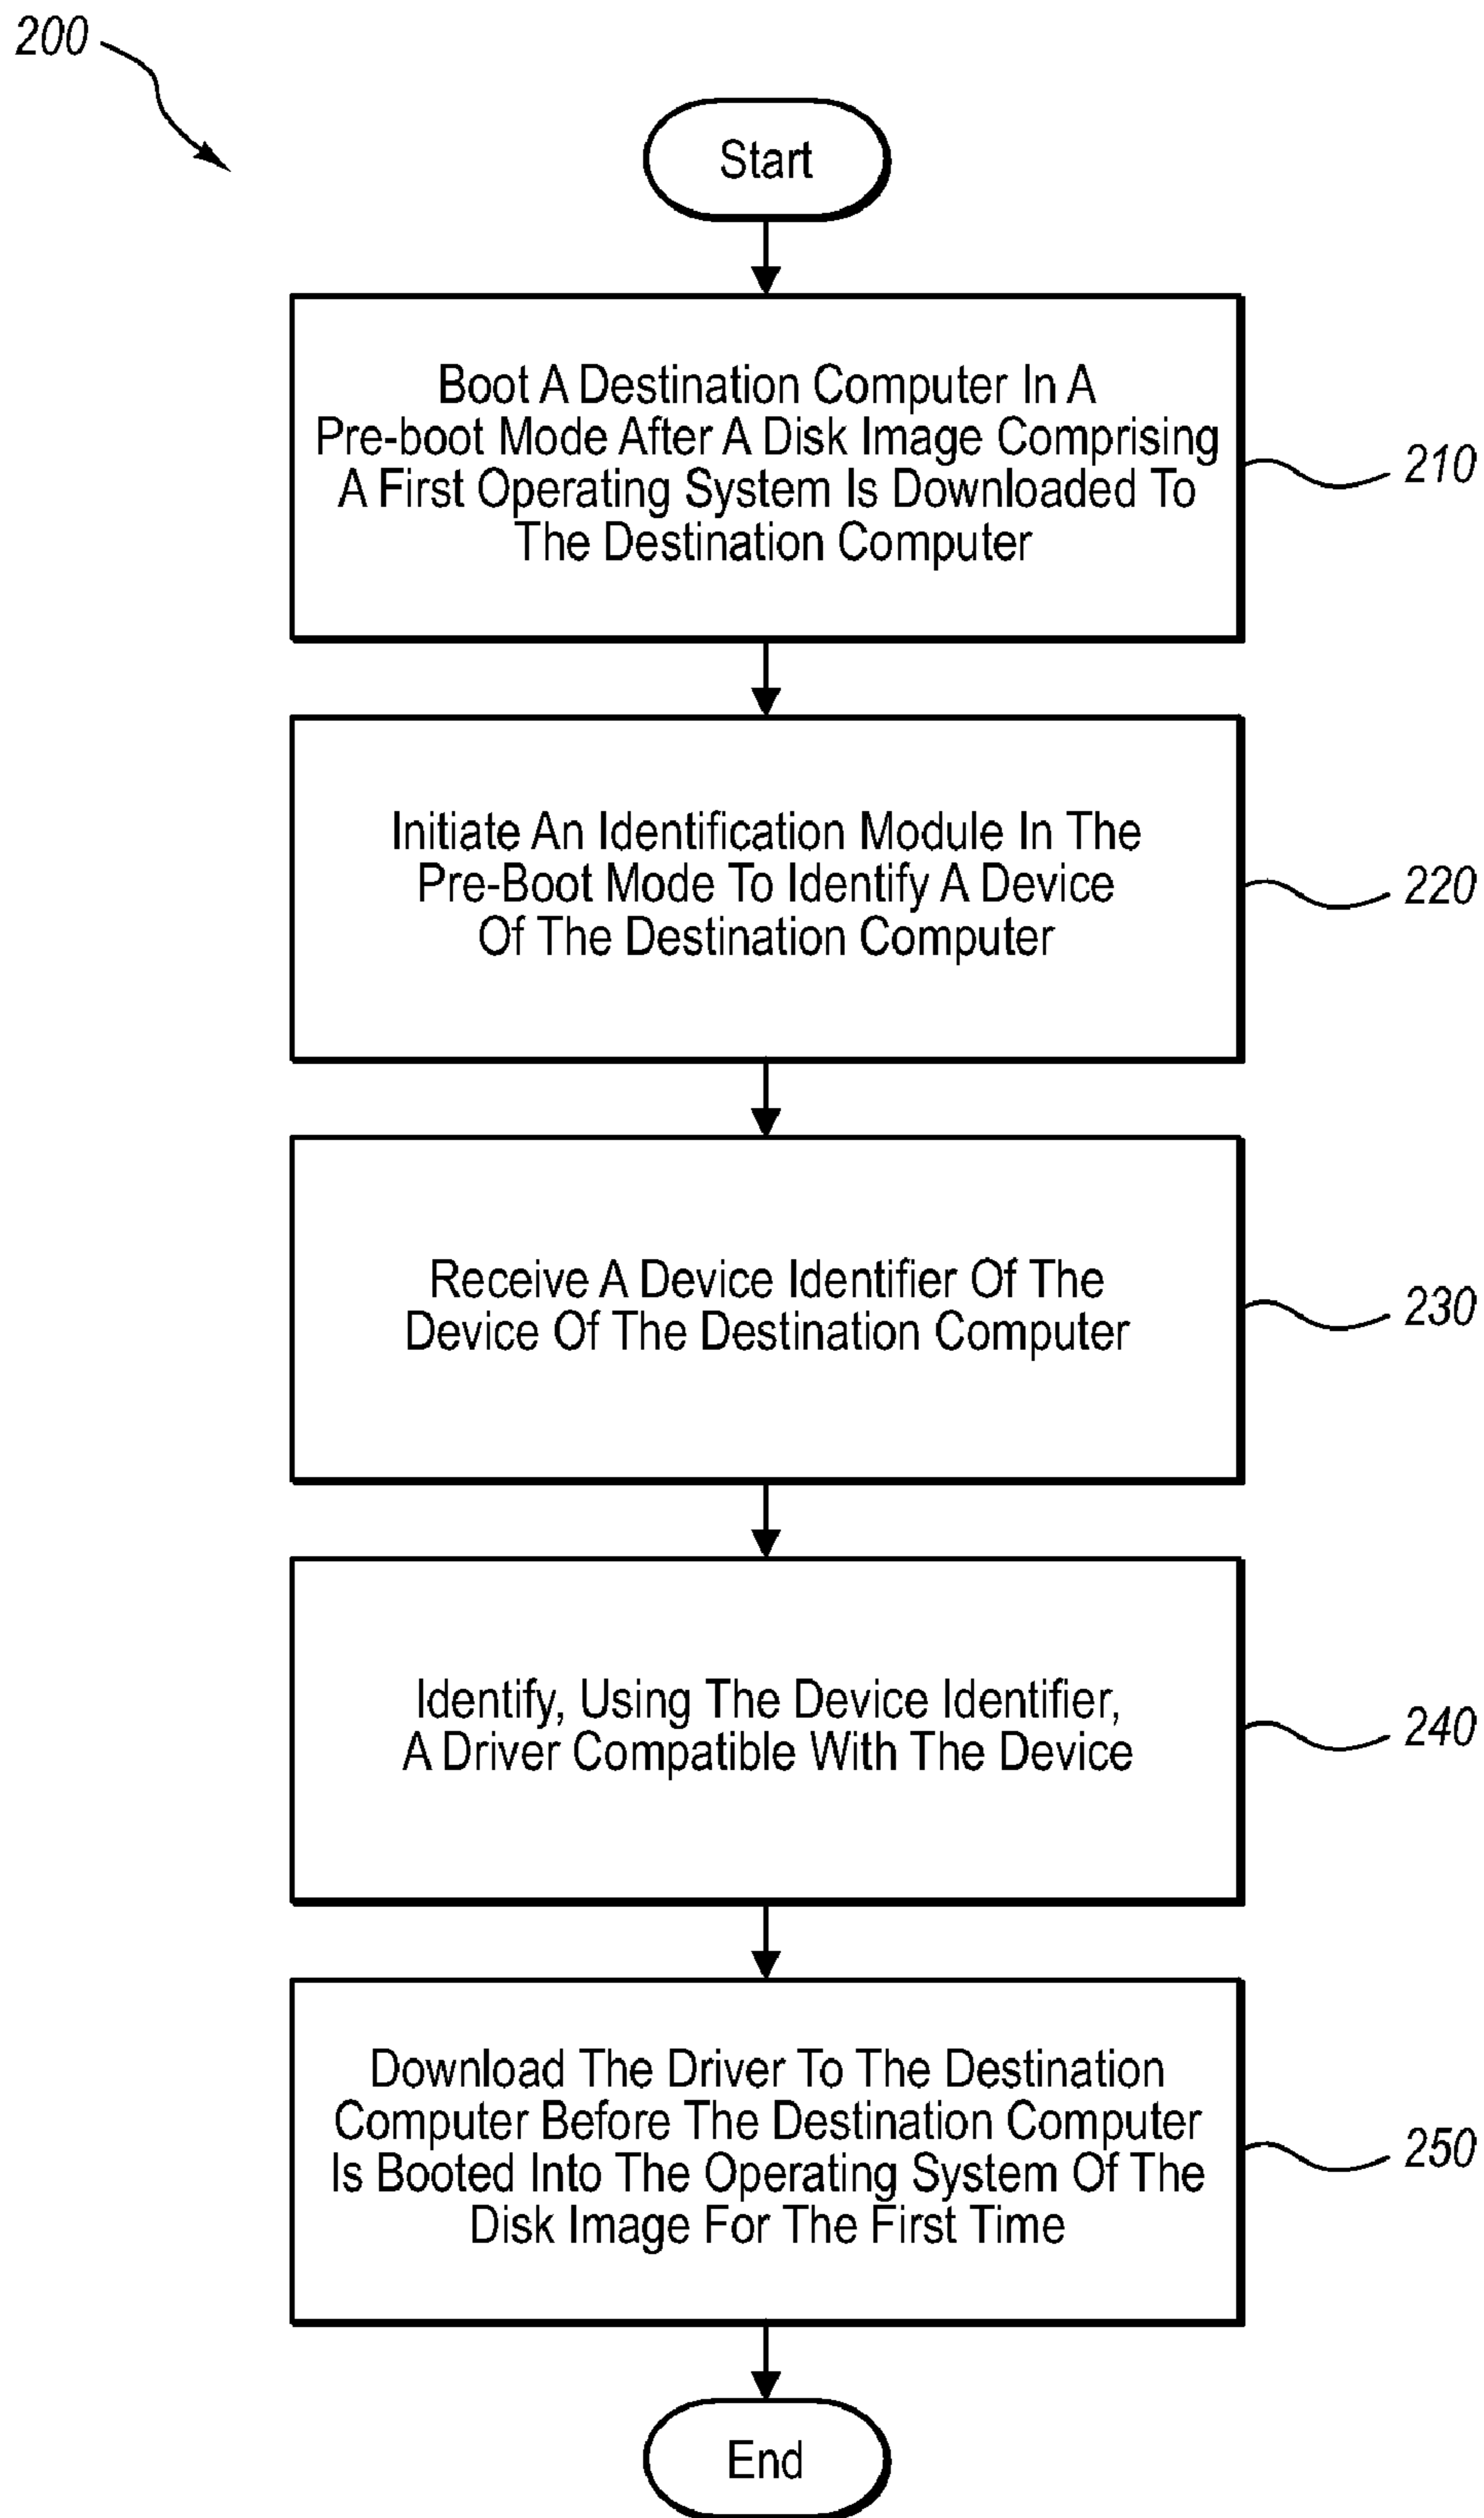 200
Start
Boot A Destination Computer In A
Pre-boot Mode After A Disk Image Comprising
A First Operating System Is Downloaded To
The Destination Computer
210
Initiate An Identification Module In The
Pre-Boot Mode To Identify A Device
Of The Destination Computer
220
Receive A Device Identifier Of The
Device Of The Destination Computer
230
Identify, Using The Device Identifier,
A Driver Compatible With The Device
240
Download The Driver To The Destination
Computer Before The Destination Computer
Is Booted Into The Operating System Of The
Disk Image For The First Time
250
End